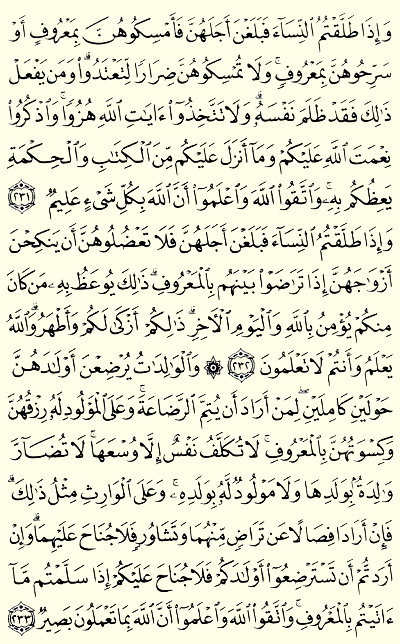 وَإِذَا طَلَّقْتُمُ ٱلنِّسَآءَ فَبَلَغْنَ أَجَلَهُنَّ فَأَمْسِكُوهُنَّ بِمَعْرُوفٍ أَوْ
سَرِّحُوهُنَّ بِمَعْرُوفٍ ۚ وَلَا تُمْسِكُوهُنَّ ضِرَارًا لِّتَعْتَدُوا۟ ۚ وَمَن يَفْعَلْ
ذَٰلِكَ فَقَدْ ظَلَمَ نَفْسَهُۥ ۚ وَلَا تَتَّخِذُوٓا۟ ءَايَـٰتِ ٱللَّهِ هُزُوًا ۚ وَٱذْكُرُوا۟
نِعْمَتَ ٱللَّهِ عَلَيْكُمْ وَمَآ أَنزَلَ عَلَيْكُم مِّنَ ٱلْكِتَـٰبِ وَٱلْحِكْمَةِ
يَعِظُكُم بِهِۦ ۚ وَٱتَّقُوا۟ ٱللَّهَ وَٱعْلَمُوٓا۟ أَنَّ ٱللَّهَ بِكُلِّ شَىْءٍ عَلِيمٌ ٢٣١
وَإِذَا طَلَّقْتُمُ ٱلنِّسَآءَ فَبَلَغْنَ أَجَلَهُنَّ فَلَا تَعْضُلُوهُنَّ أَن يَنكِحْنَ
أَزْوَٰجَهُنَّ إِذَا تَرَٰضَوْا۟ بَيْنَهُم بِٱلْمَعْرُوفِ ۗ ذَٰلِكَ يُوعَظُ بِهِۦ مَن كَانَ
مِنكُمْ يُؤْمِنُ بِٱللَّهِ وَٱلْيَوْمِ ٱلْـَٔاخِرِ ۗ ذَٰلِكُمْ أَزْكَىٰ لَكُمْ وَأَطْهَرُ ۗ وَٱللَّهُ
يَعْلَمُ وَأَنتُمْ لَا تَعْلَمُونَ ٢٣٢ ۞ وَٱلْوَٰلِدَٰتُ يُرْضِعْنَ أَوْلَـٰدَهُنَّ
حَوْلَيْنِ كَامِلَيْنِ ۖ لِمَنْ أَرَادَ أَن يُتِمَّ ٱلرَّضَاعَةَ ۚ وَعَلَى ٱلْمَوْلُودِ لَهُۥ رِزْقُهُنَّ
وَكِسْوَتُهُنَّ بِٱلْمَعْرُوفِ ۚ لَا تُكَلَّفُ نَفْسٌ إِلَّا وُسْعَهَا ۚ لَا تُضَآرَّ
وَٰلِدَةٌۢ بِوَلَدِهَا وَلَا مَوْلُودٌ لَّهُۥ بِوَلَدِهِۦ ۚ وَعَلَى ٱلْوَارِثِ مِثْلُ ذَٰلِكَ ۗ
فَإِنْ أَرَادَا فِصَالًا عَن تَرَاضٍ مِّنْهُمَا وَتَشَاوُرٍ فَلَا جُنَاحَ عَلَيْهِمَا ۗ وَإِنْ
أَرَدتُّمْ أَن تَسْتَرْضِعُوٓا۟ أَوْلَـٰدَكُمْ فَلَا جُنَاحَ عَلَيْكُمْ إِذَا سَلَّمْتُم مَّآ
ءَاتَيْتُم بِٱلْمَعْرُوفِ ۗ وَٱتَّقُوا۟ ٱللَّهَ وَٱعْلَمُوٓا۟ أَنَّ ٱللَّهَ بِمَا تَعْمَلُونَ بَصِيرٌ ٢٣٣